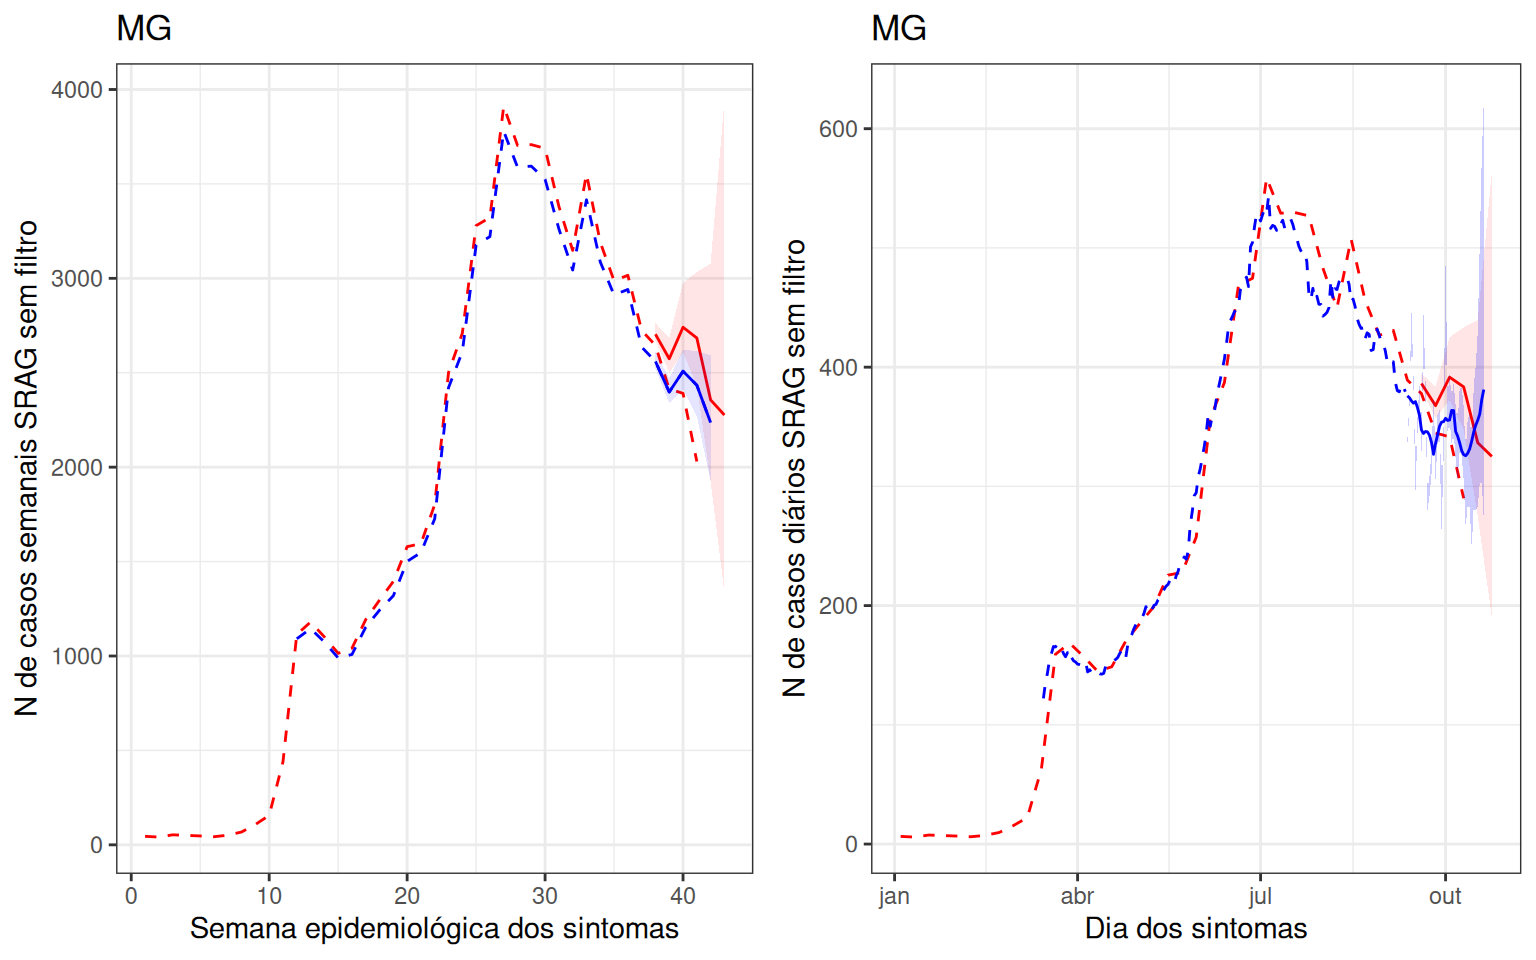 MG
4000
3000
2000
1000
0
0 10 20 30 40
Semana epidemiológica dos sintomas
N de casos semanais SRAG sem filtro
MG
600
400
200
0
jan abr jul out
Dia dos sintomas
N de casos diários SRAG sem filtro